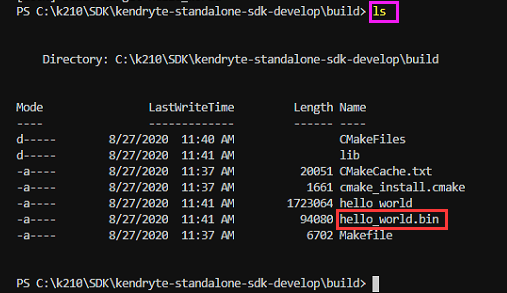 PS C:\k210\SDK\kendryte-standalone-sdk-develop\build> ls
Directory: C:\k210\SDK\kendryte-standalone-sdk-develop\build
Mode LastWriteTime Length Name
---- ------------- ------ ----
d----- 8/27/2020 11:40 AM CMakeFiles
d----- 8/27/2020 11:41 AM lib
-a---- 8/27/2020 11:37 AM 20051 CMakeCache.txt
-a---- 8/27/2020 11:37 AM 1661 cmake_install.cmake
-a---- 8/27/2020 11:41 AM 1723064 hello_world
-a---- 8/27/2020 11:41 AM 94080 hello_world.bin
-a---- 8/27/2020 11:37 AM 6702 Makefile
PS C:\k210\SDK\kendryte-standalone-sdk-develop\build>